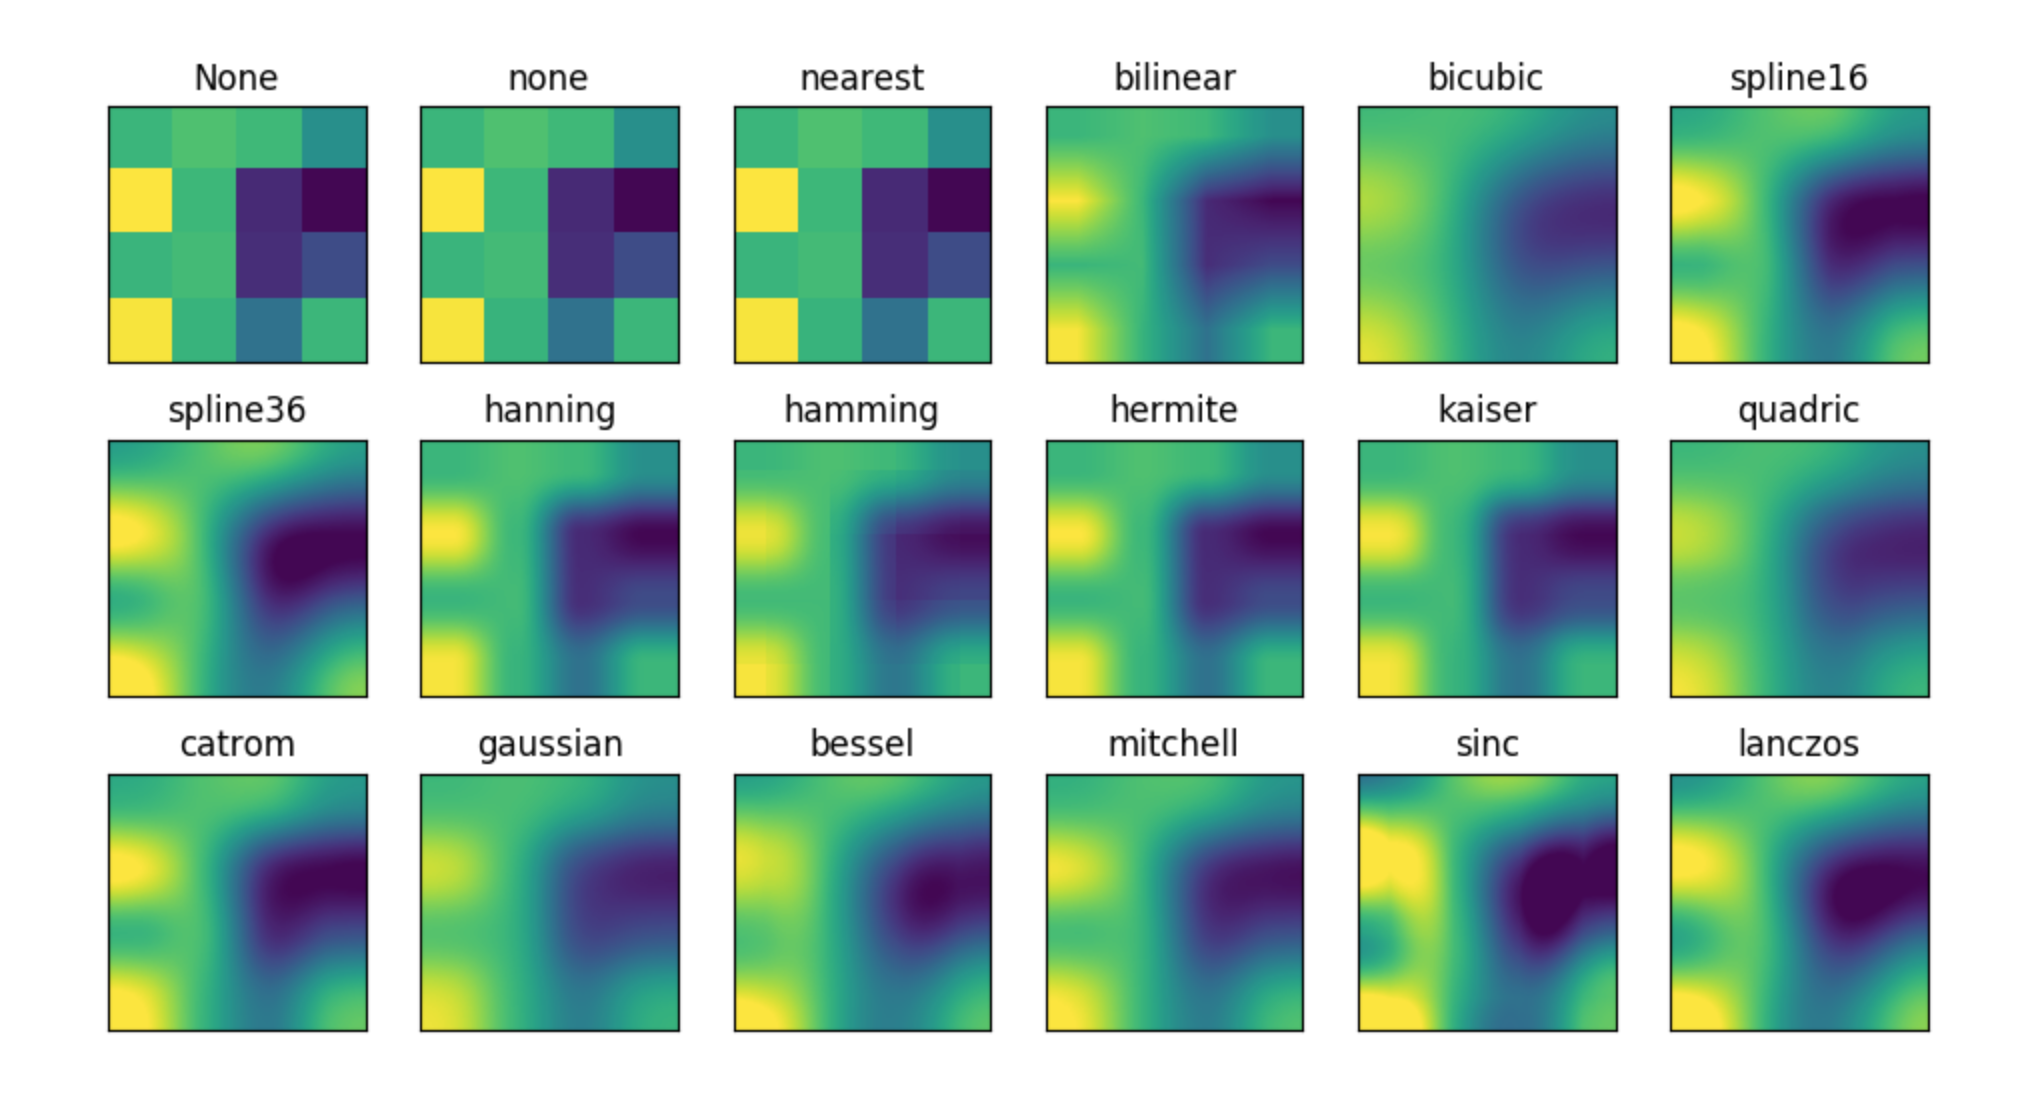 None none nearest bilinear bicubic spline16
spline36 hanning hamming hermite kaiser quadric
catrom gaussian bessel mitchell sinc lanczos